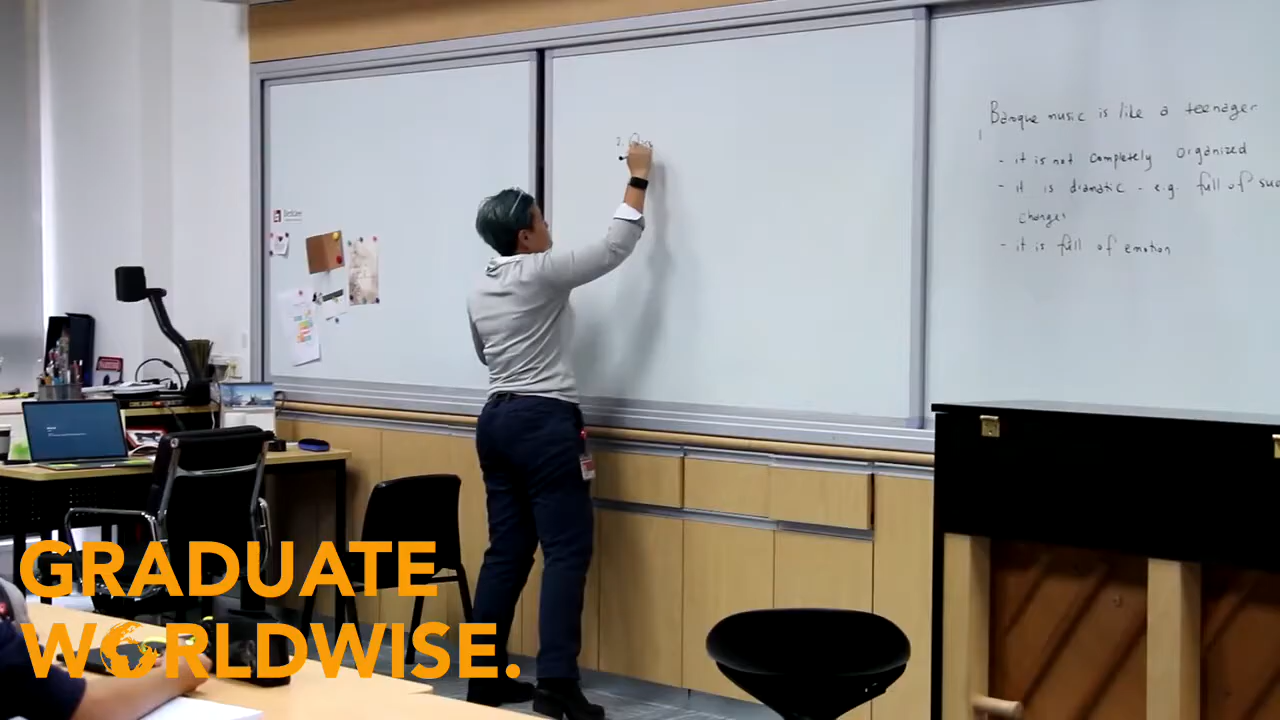 Baroque music is like a teenager
- it is not completely organized
- it is dramatic - e.g. full of
changes
- it is full of emotion
2.
GRADUATE
WORLDWISE.